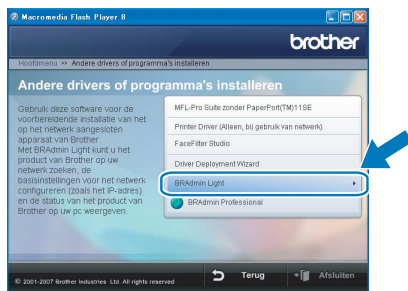 Macromedia Flash Player 8
brother
Hoofdmenu >> Andere drivers of programma's installeren
Andere drivers of programma's installeren
Gebruik deze software voor de
voorbereidende installatie van het
op het netwerk aangesloten
apparaat van Brother.
Met BRAdmin Light kunt u het
product van Brother op uw
netwerk zoeken, de
basisinstellingen voor het netwerk
configureren (zoals het IP-adres)
en de status van het product van
Brother op uw pc weergeven.
MFL-Pro Suite zonder PaperPort(TM)11SE
Printer Driver (Alleen, bij gebruik van netwerk)
FaceFilter Studio
Driver Deployment Wizard
BRAdmin Light
BRAdmin Professional
© 2001-2007 Brother Industries Ltd. All rights reserved
Terug
Afsluiten